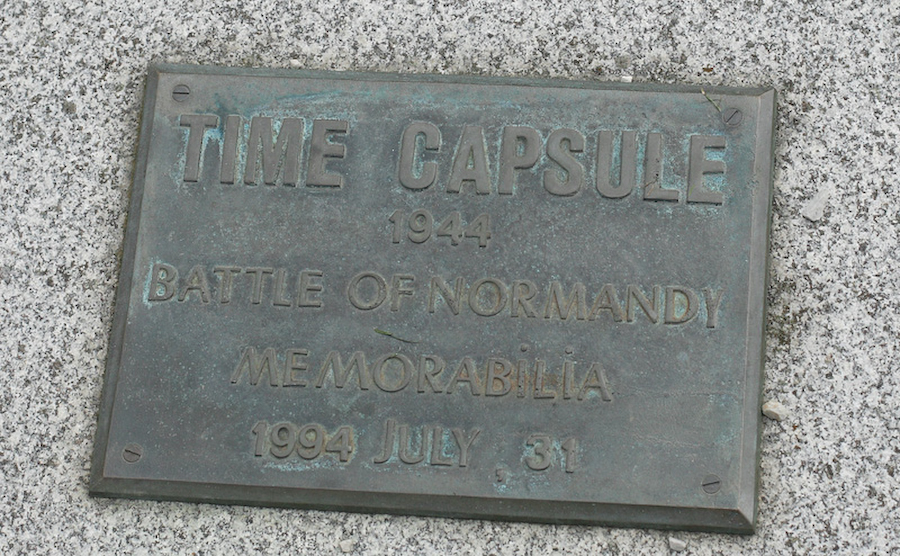 TIME CAPSULE
1944
BATTLE OF NORMANDY
MEMORABiLiA
1994 JULY , 31